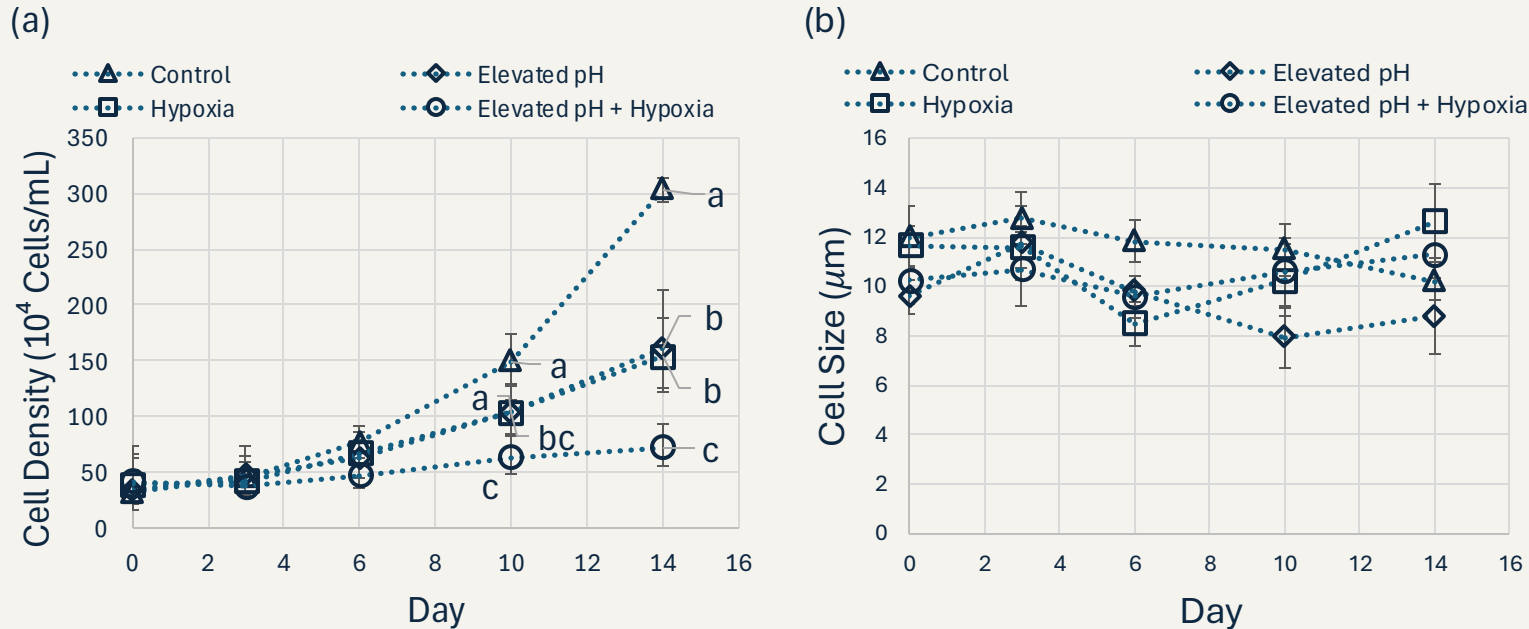 (a)
Control
Elevated pH
Hypoxia
Elevated pH + Hypoxia
350
300
250
200
150
100
50
0
Cell Density (10⁴ Cells/mL)
0 2 4 6 8 10 12 14 16
Day
a
b
b
a
a
bc
c
c
(b)
Control
Elevated pH
Hypoxia
Elevated pH + Hypoxia
16
14
12
10
8
6
4
2
0
Cell Size (μm)
0 2 4 6 8 10 12 14 16
Day